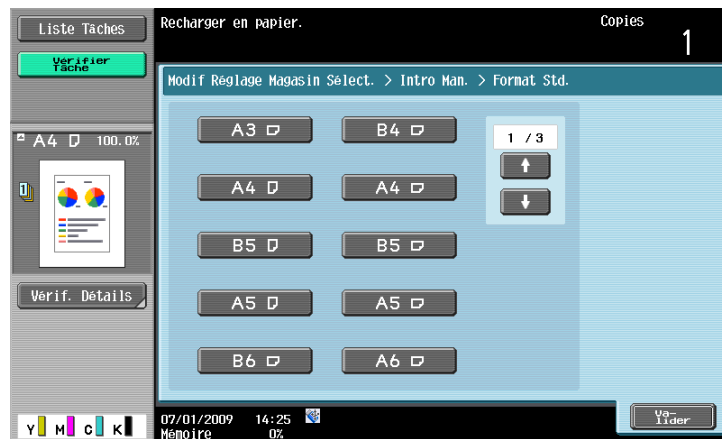 Liste Tâches
Recharger en papier.
Copies
1
Vérifier
Tâche
Modif Réglage Magasin Sélect. > Intro Man. > Format Std.
A4 100.0%
A3
B4
1 / 3
A4
A4
B5
B5
A5
A5
B6
A6
1
Vérif. Détails
Va-
lider
Y M C K
07/01/2009 14:25
Mémoire 0%